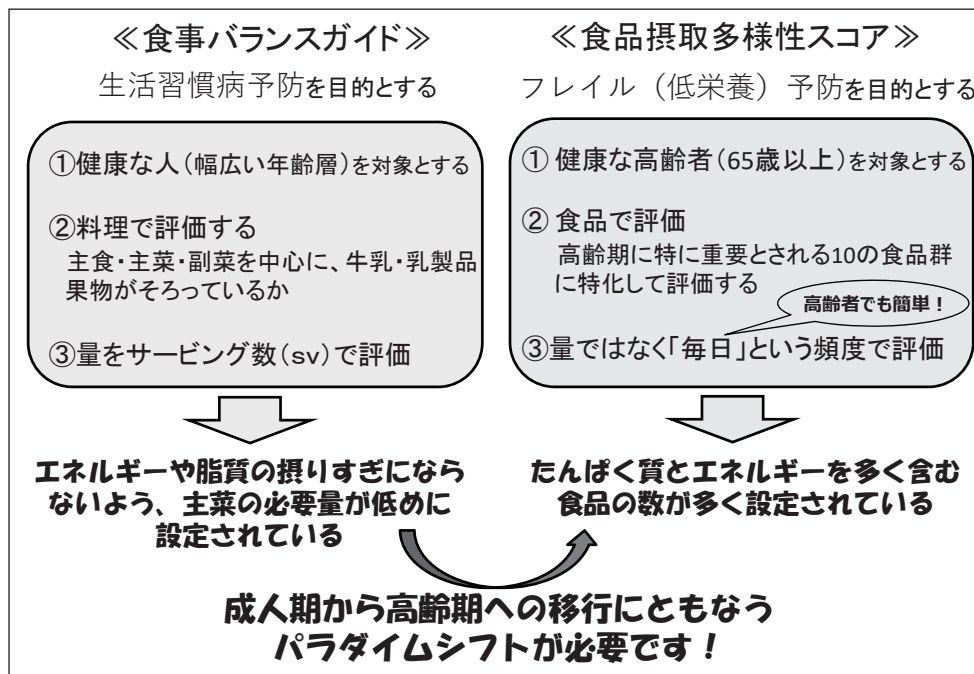 ≪食事バランスガイド≫
生活習慣病予防を目的とする
①健康な人(幅広い年齢層)を対象とする
②料理で評価する
主食・主菜・副菜を中心に、牛乳・乳製品
果物がそろっているか
③量をサービング数(sv)で評価
エネルギーや脂質の摂りすぎになら
ないよう、主菜の必要量が低めに
設定されている
≪食品摂取多様性スコア≫
フレイル（低栄養）予防を目的とする
① 健康な高齢者(65歳以上)を対象とする
② 食品で評価
高齢期に特に重要とされる10の食品群
に特化して評価する
高齢者でも簡単！
③量ではなく「毎日」という頻度で評価
たんぱく質とエネルギーを多く含む
食品の数が多く設定されている
成人期から高齢期への移行にともなう
パラダイムシフトが必要です！